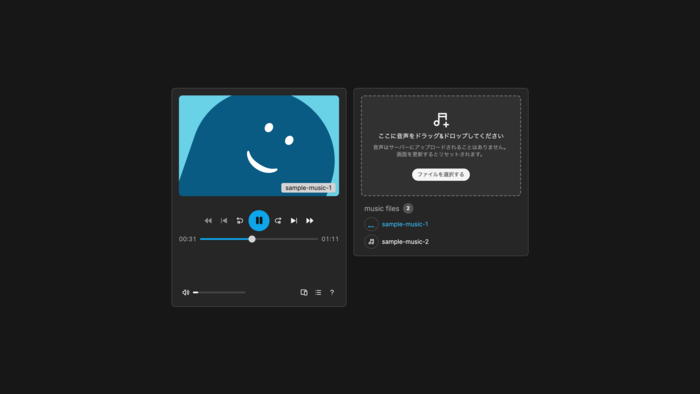 sample-music-1
00:31
01:11
ここに音声をドラッグ&ドロップしてください
音声はサーバーにアップロードされることはありません。
画面を更新するとリセットされます。
ファイルを選択する
music files 2
sample-music-1
sample-music-2
?